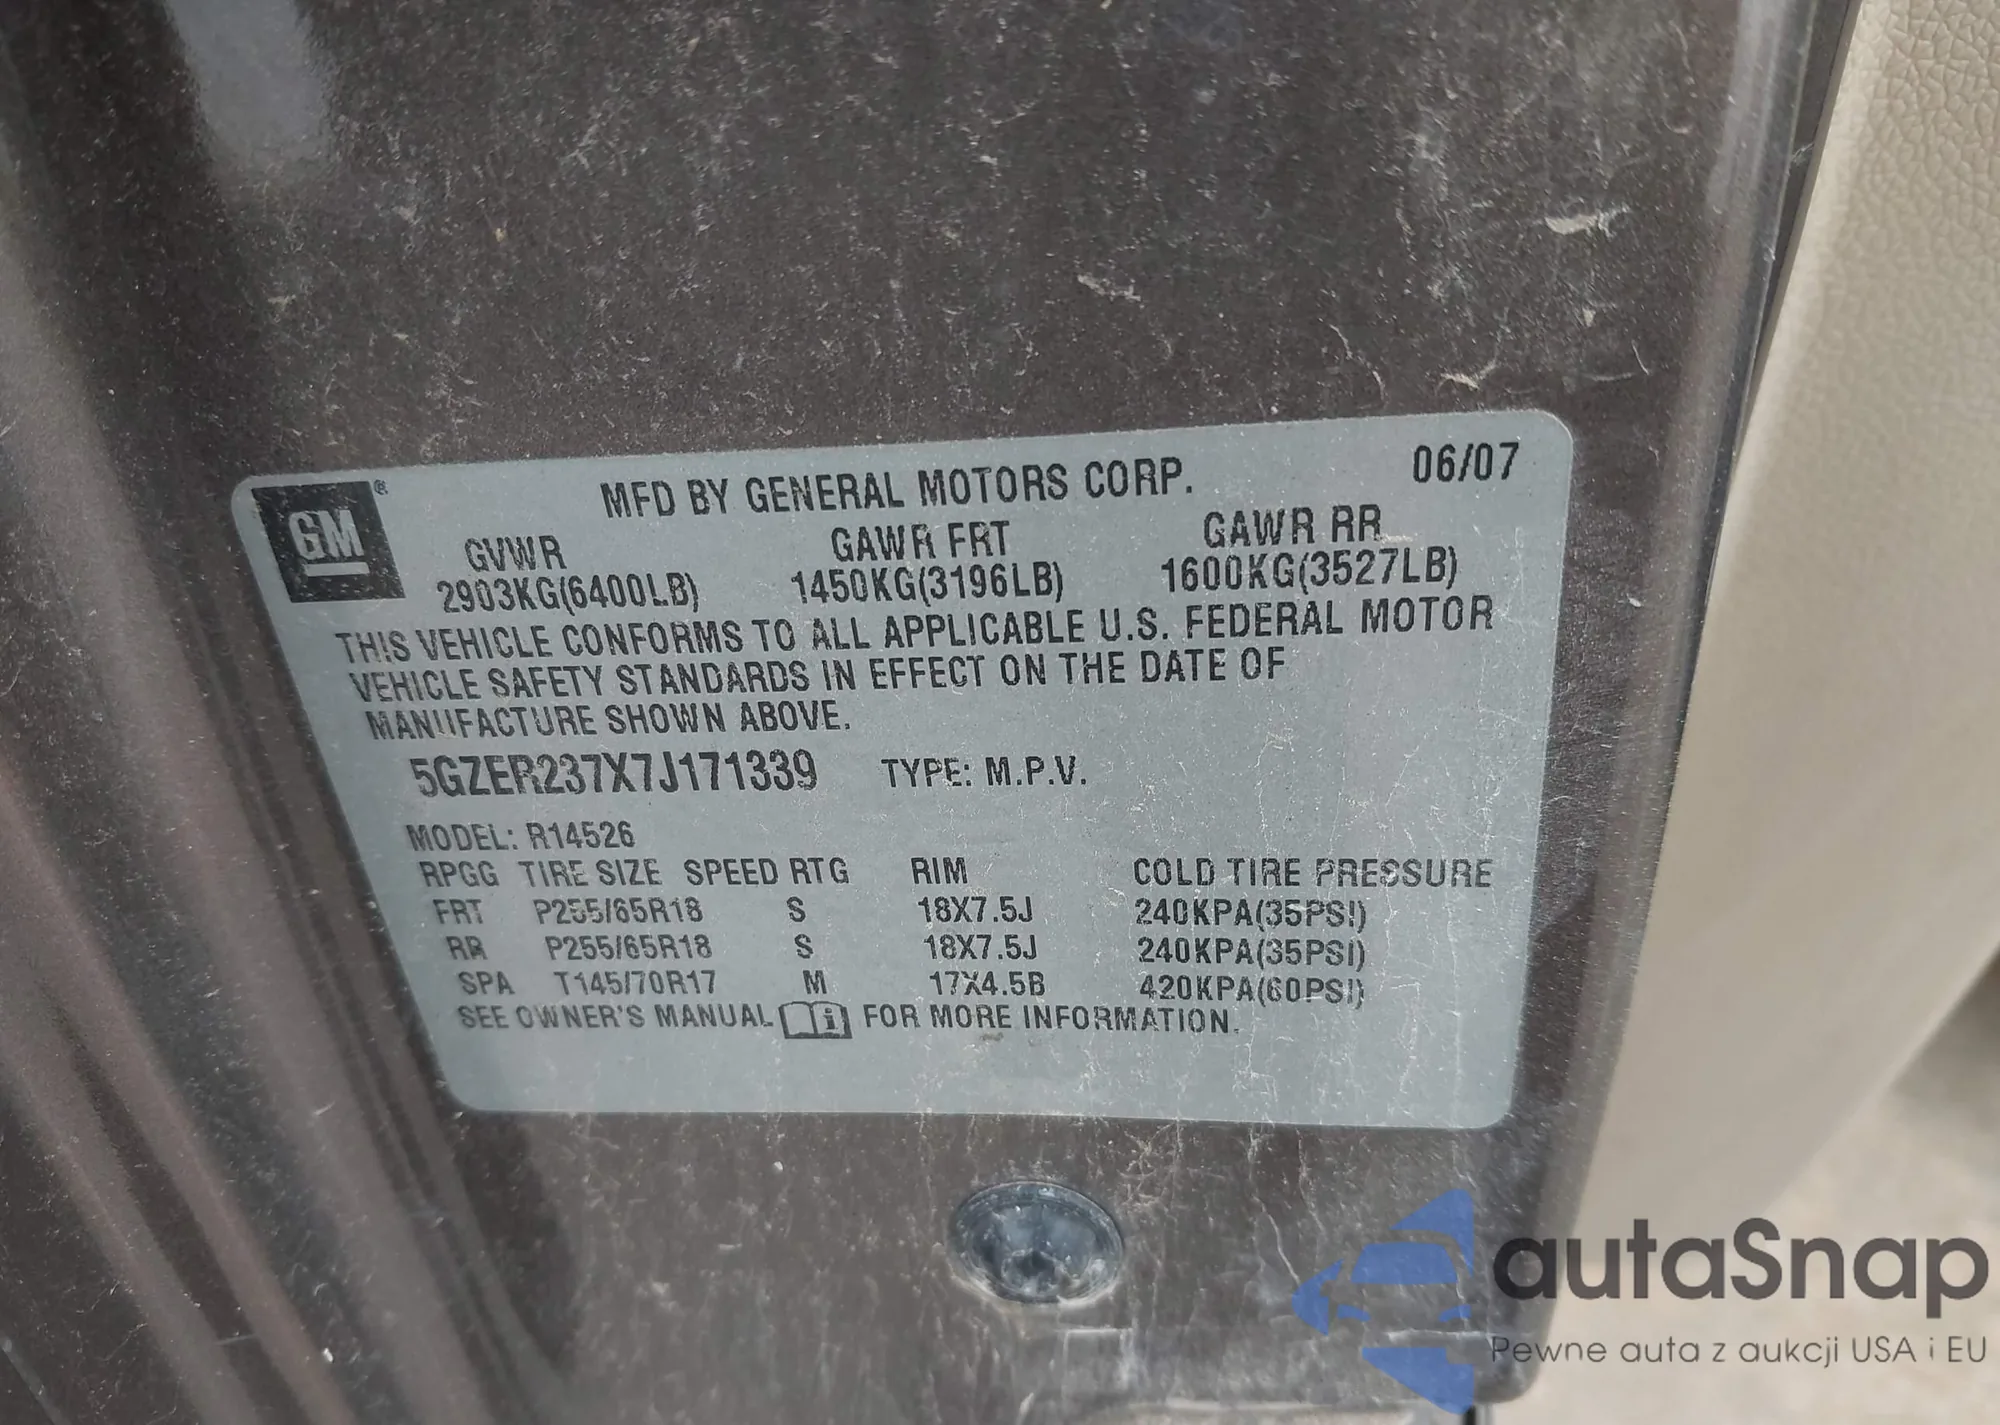 GM®
MFD BY GENERAL MOTORS CORP. 06/07
GVWR GAWR FRT GAWR RR
2903KG(6400LB) 1450KG(3196LB) 1600KG(3527LB)
THIS VEHICLE CONFORMS TO ALL APPLICABLE U.S. FEDERAL MOTOR
VEHICLE SAFETY STANDARDS IN EFFECT ON THE DATE OF
MANUFACTURE SHOWN ABOVE.
5GZER237X7J171339 TYPE: M.P.V.
MODEL: R14526
RPGG TIRE SIZE SPEED RTG RIM COLD TIRE PRESSURE
FRT P255/65R18 S 18X7.5J 240KPA(35PSI)
RR P255/65R18 S 18X7.5J 240KPA(35PSI)
SPA T145/70R17 M 17X4.5B 420KPA(60PSI)
SEE OWNER'S MANUAL i FOR MORE INFORMATION.
autaSnap
Pewne auta z aukcji USA i EU